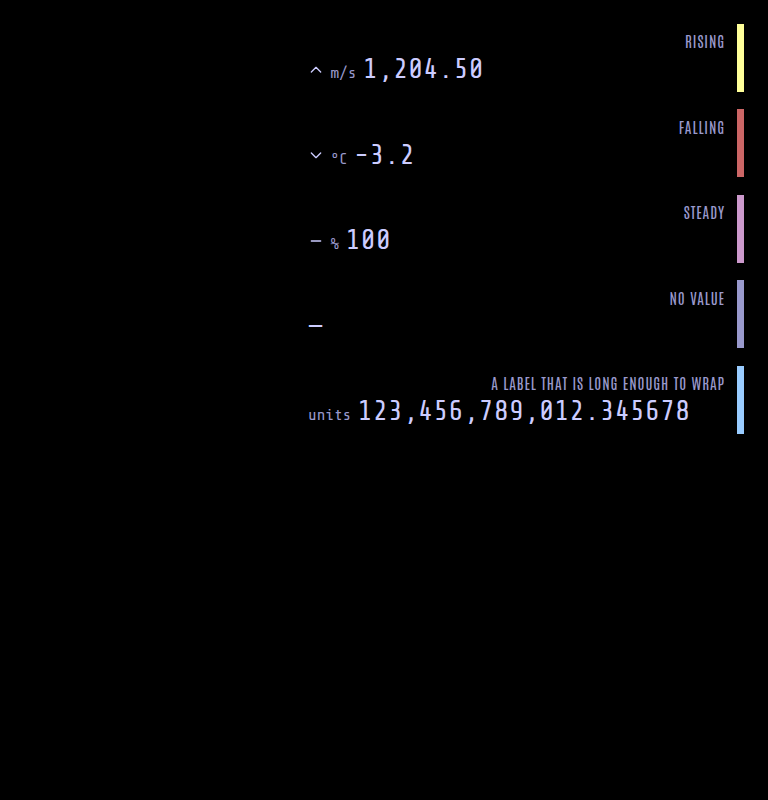 RISING
m/s 1,204.50
FALLING
°C −3.2
STEADY
— % 100
NO VALUE
—
A LABEL THAT IS LONG ENOUGH TO WRAP
units 123,456,789,012.345678